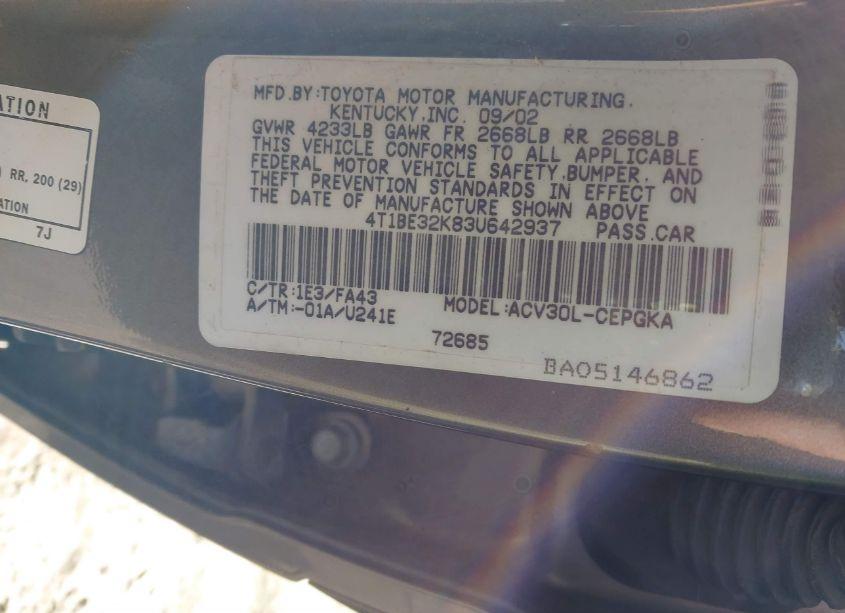 ATION
RR, 200 (29)
ATION
7J
MFD.BY:TOYOTA MOTOR MANUFACTURING.
KENTUCKY,INC. 09/02
GVWR 4233LB GAWR FR 2668LB RR 2668LB
THIS VEHICLE CONFORMS TO ALL APPLICABLE
FEDERAL MOTOR VEHICLE SAFETY,BUMPER, AND
THEFT PREVENTION STANDARDS IN EFFECT ON
THE DATE OF MANUFACTURE SHOWN ABOVE
4T1BE32K83U642937 PASS.CAR
C/TR:1E3/FA43 MODEL:ACV30L-CEPGKA
A/TM:-01A/U241E
72685
BA05146862